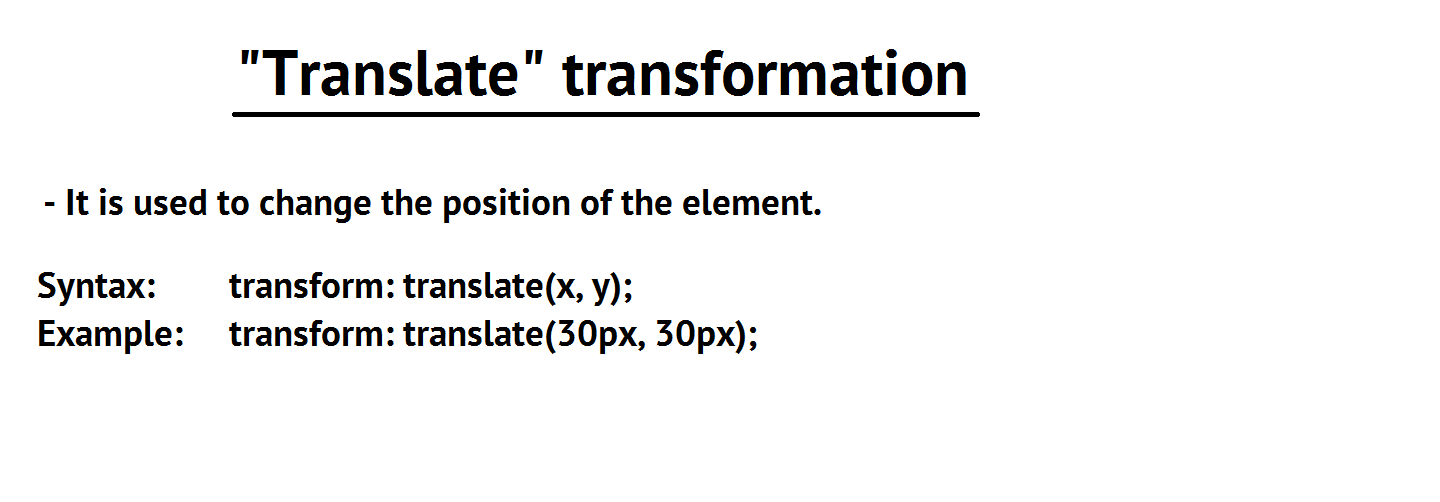 "Translate" transformation
- It is used to change the position of the element.
Syntax: transform: translate(x, y);
Example: transform: translate(30px, 30px);